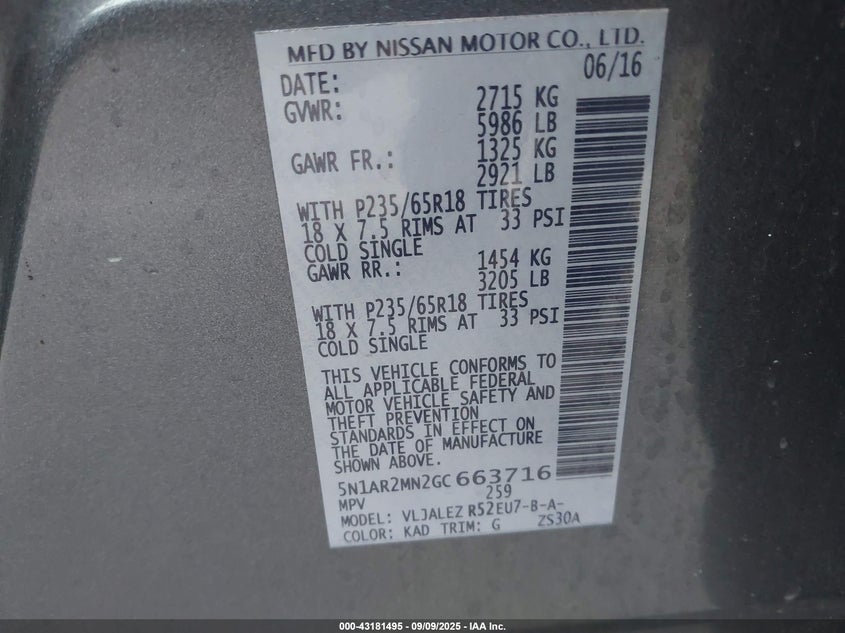 MFD BY NISSAN MOTOR CO., LTD.
DATE: 06/16
GVWR: 2715 KG
5986 LB
GAWR FR.: 1325 KG
2921 LB
WITH P235/65R18 TIRES
18 X 7.5 RIMS AT 33 PSI
COLD SINGLE
GAWR RR.: 1454 KG
3205 LB
WITH P235/65R18 TIRES
18 X 7.5 RIMS AT 33 PSI
COLD SINGLE
THIS VEHICLE CONFORMS TO
ALL APPLICABLE FEDERAL
MOTOR VEHICLE SAFETY AND
THEFT PREVENTION
STANDARDS IN EFFECT ON
THE DATE OF MANUFACTURE
SHOWN ABOVE.
5N1AR2MN2GC663716
MPV 259
MODEL: VLJALEZ R52EU7-B-A-
COLOR: KAD TRIM: G ZS30A
000-43181495 - 09/09/2025 - IAA Inc.